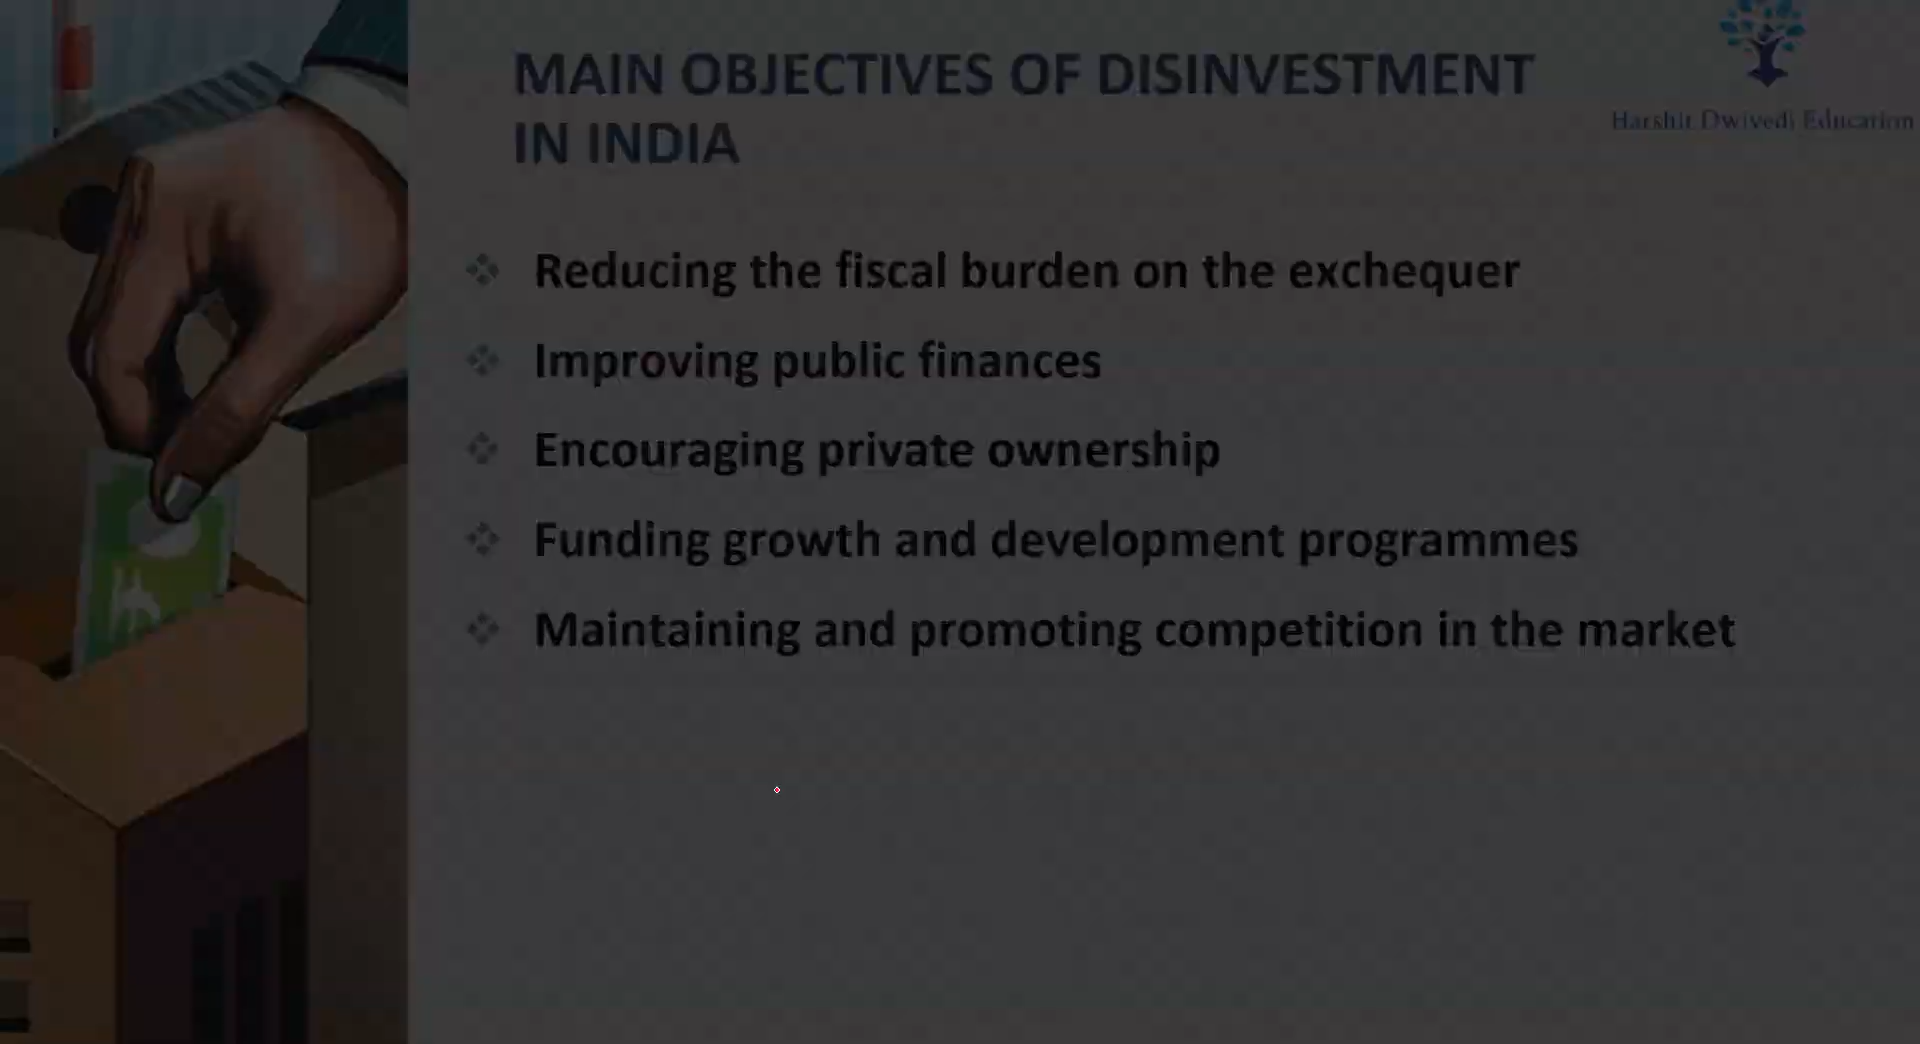 MAIN OBJECTIVES OF DISINVESTMENT
IN INDIA
Harshit Dwivedi Education
Reducing the fiscal burden on the exchequer
Improving public finances
Encouraging private ownership
Funding growth and development programmes
Maintaining and promoting competition in the market